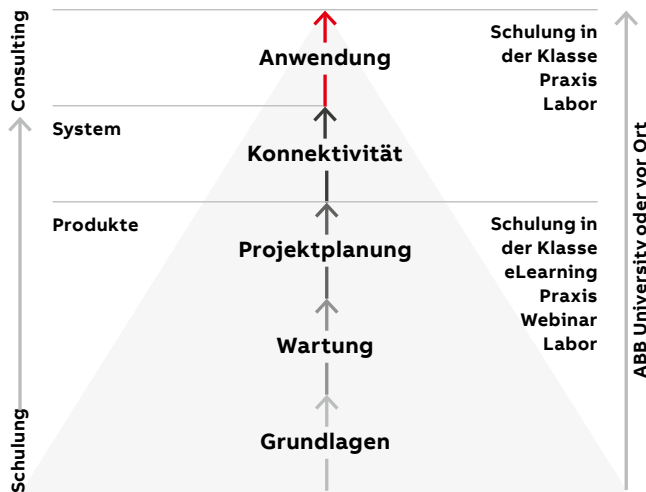 Consulting
Anwendung
Schulung in
der Klasse
Praxis
Labor
System
Konnektivität
Produkte
Projektplanung
Schulung in
der Klasse
eLearning
Praxis
Webinar
Labor
Wartung
Grundlagen
Schulung
ABB University oder vor Ort